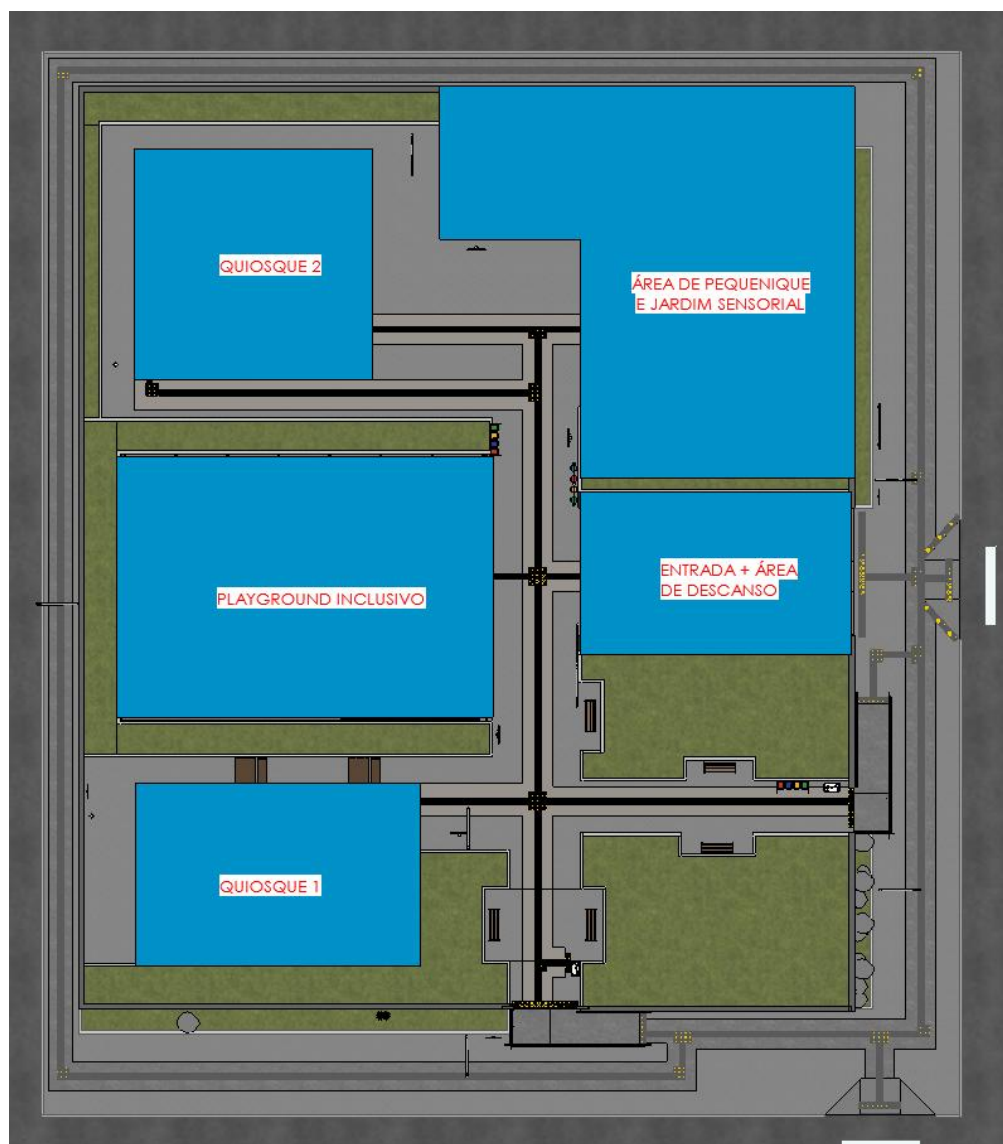 QUIOSQUE 2
ÁREA DE PEQUENIQUE
E JARDIM SENSORIAL
PLAYGROUND INCLUSIVO
ENTRADA + ÁREA
DE DESCANSO
QUIOSQUE 1